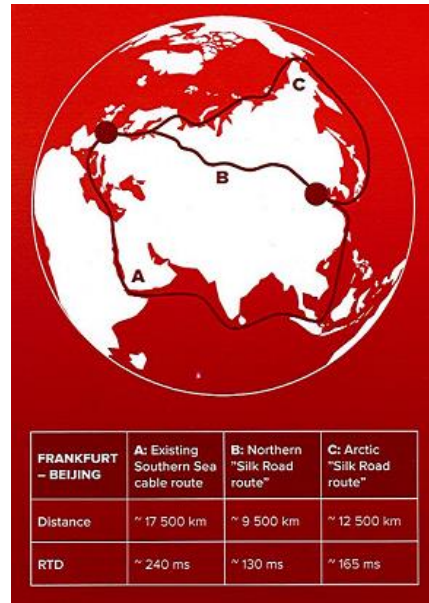 C
B
A
FRANKFURT
– BEIJING
A: Existing
Southern Sea
cable route
B: Northern
"Silk Road
route"
C: Arctic
"Silk Road
route"
Distance
~ 17 500 km
~ 9 500 km
~ 12 500 km
RTD
~ 240 ms
~ 130 ms
~ 165 ms